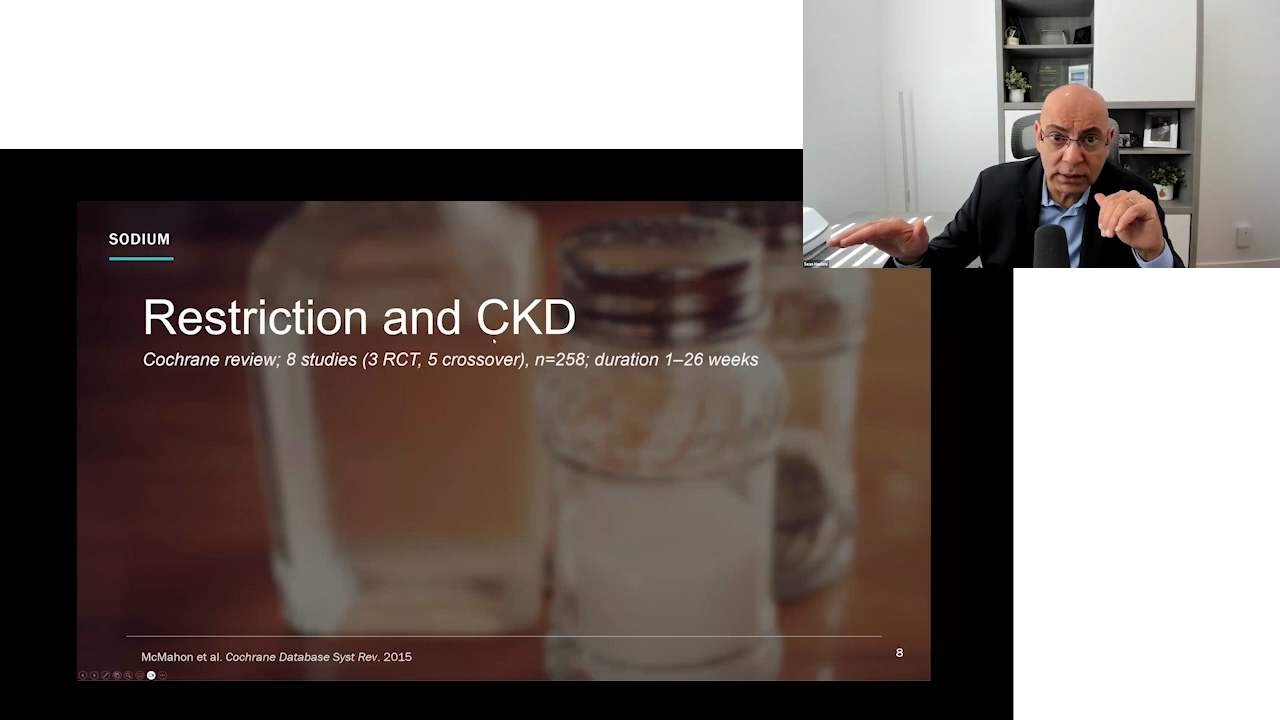 SODIUM
Restriction and CKD
Cochrane review; 8 studies (3 RCT, 5 crossover), n=258; duration 1–26 weeks
McMahon et al. Cochrane Database Syst Rev. 2015
8